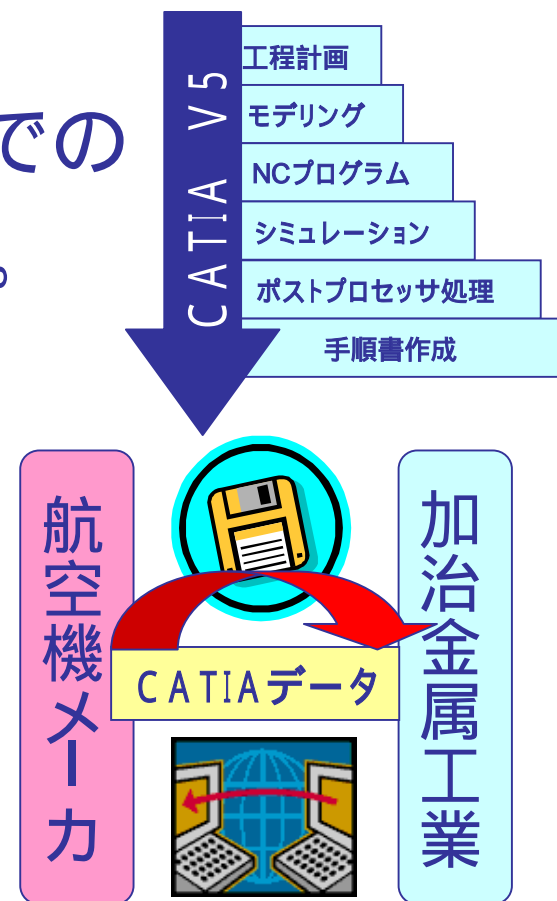 での
。
CATIA V5
工程計画
モデリング
NCプログラム
シミュレーション
ポストプロセッサ処理
手順書作成
航空機メーカ
CATIAデータ
加治金属工業